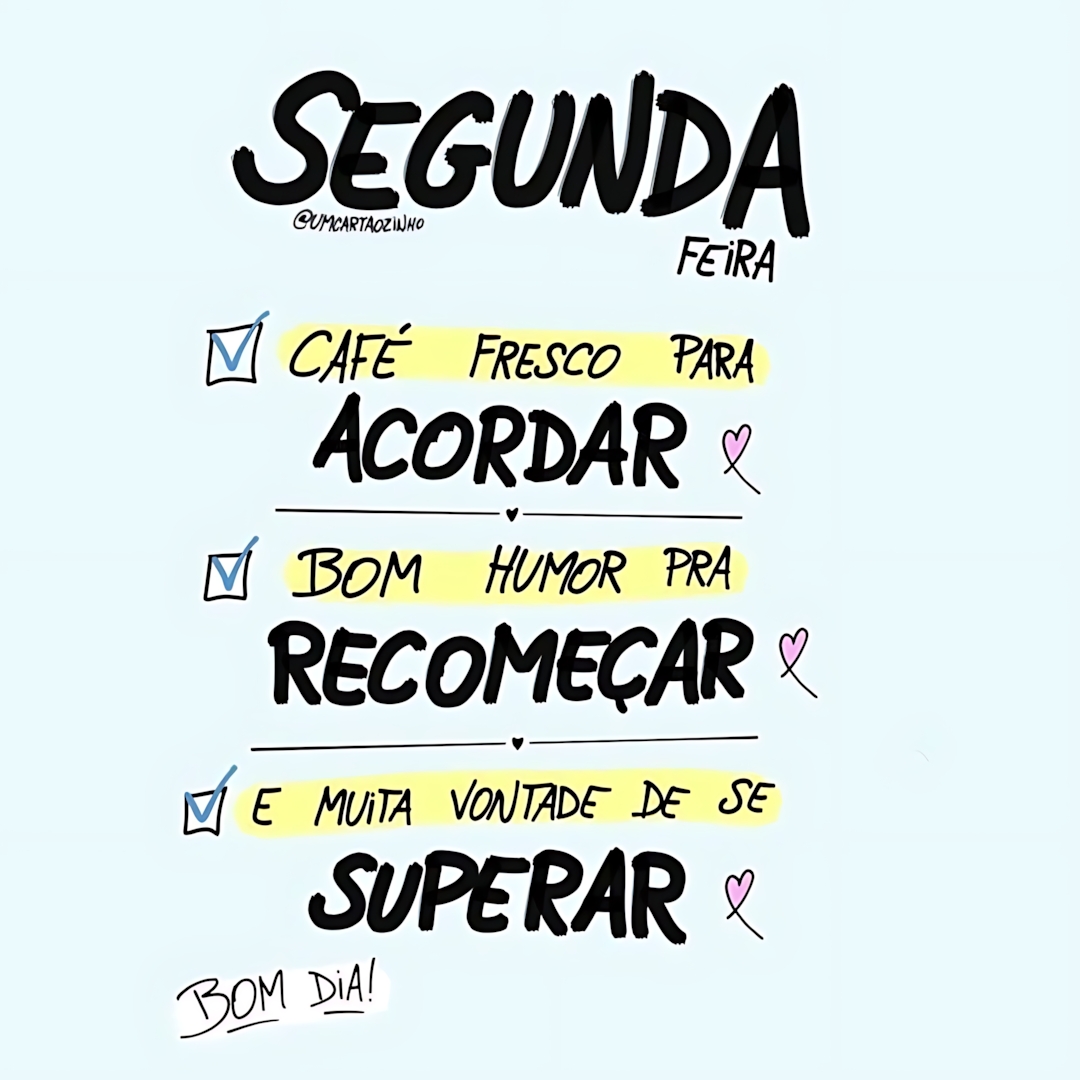 SEGUNDA
@UMCARTAOZINHO
FEIRA
CAFÉ FRESCO PARA
ACORDAR
BOM HUMOR PRA
RECOMEÇAR
E MUITA VONTADE DE SE
SUPERAR
BOM DIA!